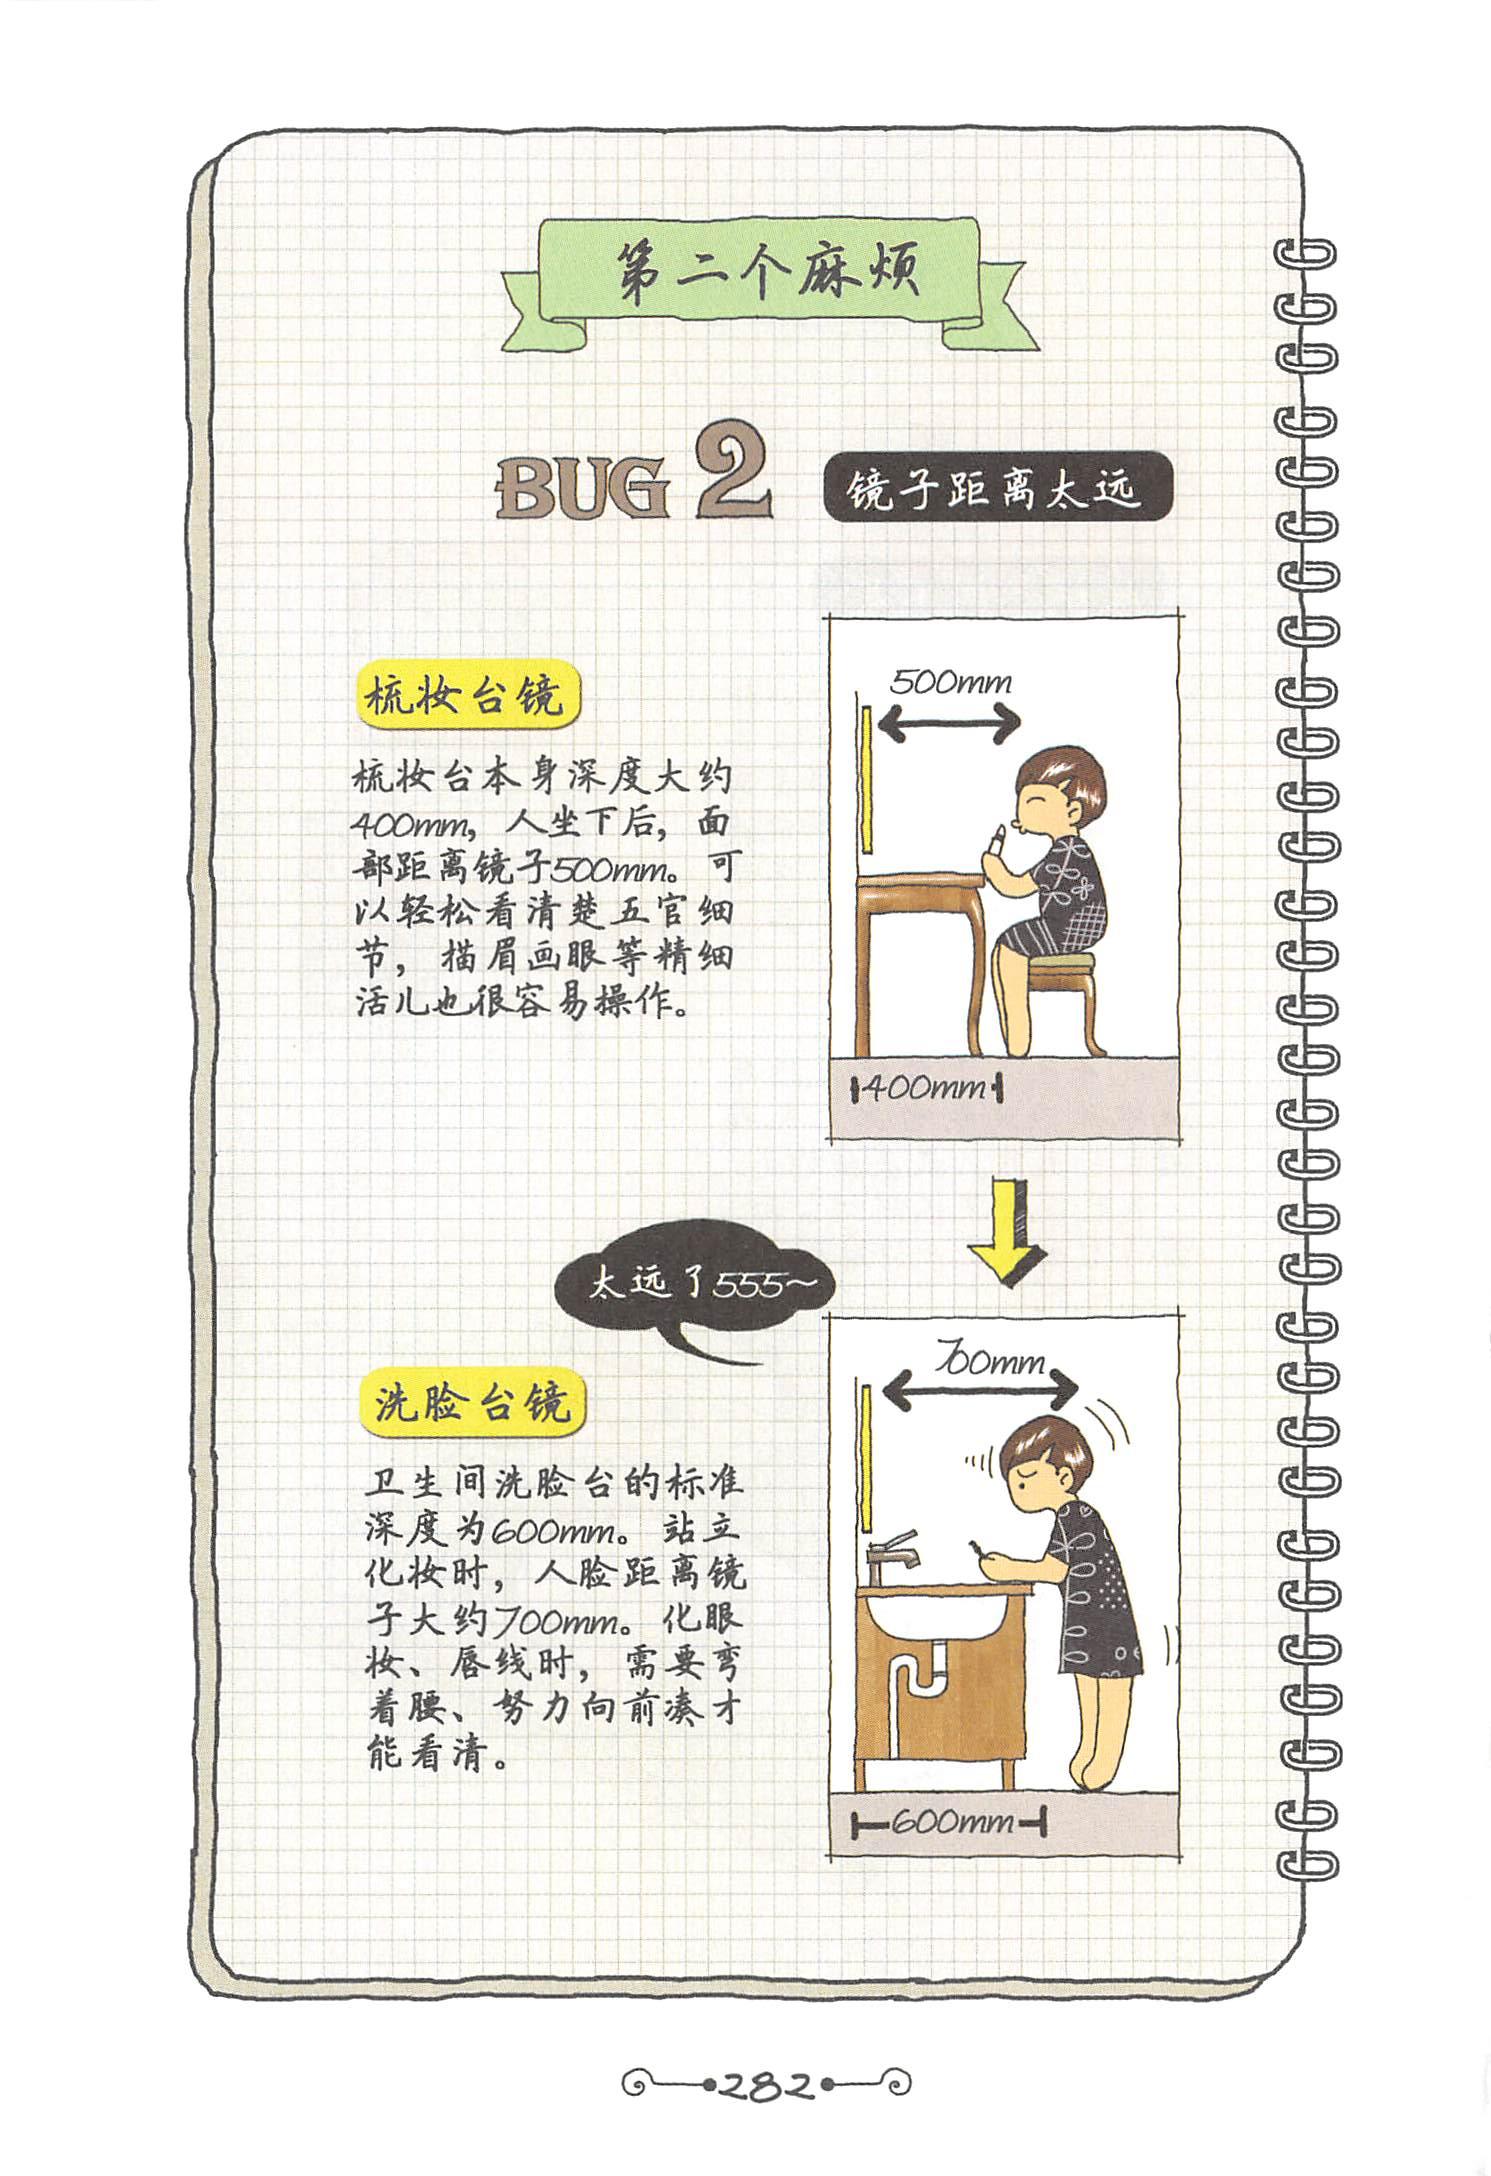 第二个麻烦
BUG 2
镜子距离太远
梳妆台镜
梳妆台本身深度大约
400mm，人坐下后，面
部距离镜子500mm。可
以轻松看清楚五官细
节，描眉画眼等精细
活儿也很容易操作。
500mm
400mm
太远了555～
洗脸台镜
卫生间洗脸台的标准
深度为600mm。站立
化妆时，人脸距离镜
子大约700mm。化眼
妆、唇线时，需要弯
着腰、努力向前凑才
能看清。
700mm
600mm
282